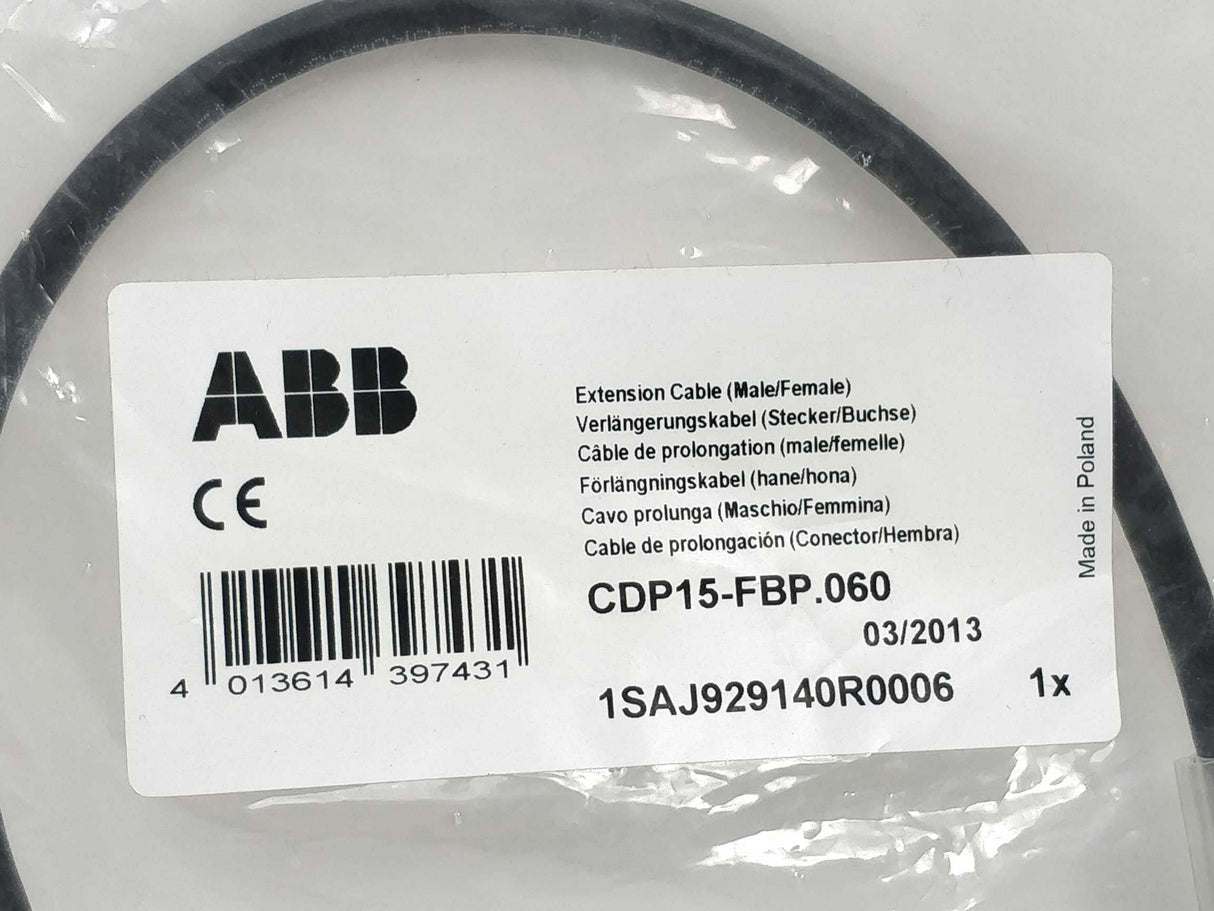 ABB
CE
Extension Cable (Male/Female)
Verlängerungskabel (Stecker/Buchse)
Câble de prolongation (male/femelle)
Förlängningskabel (hane/hona)
Cavo prolunga (Maschio/Femmina)
Cable de prolongación (Conector/Hembra)
CDP15-FBP.060
03/2013
1SAJ929140R0006
1x
4 013614 397431
Made in Poland